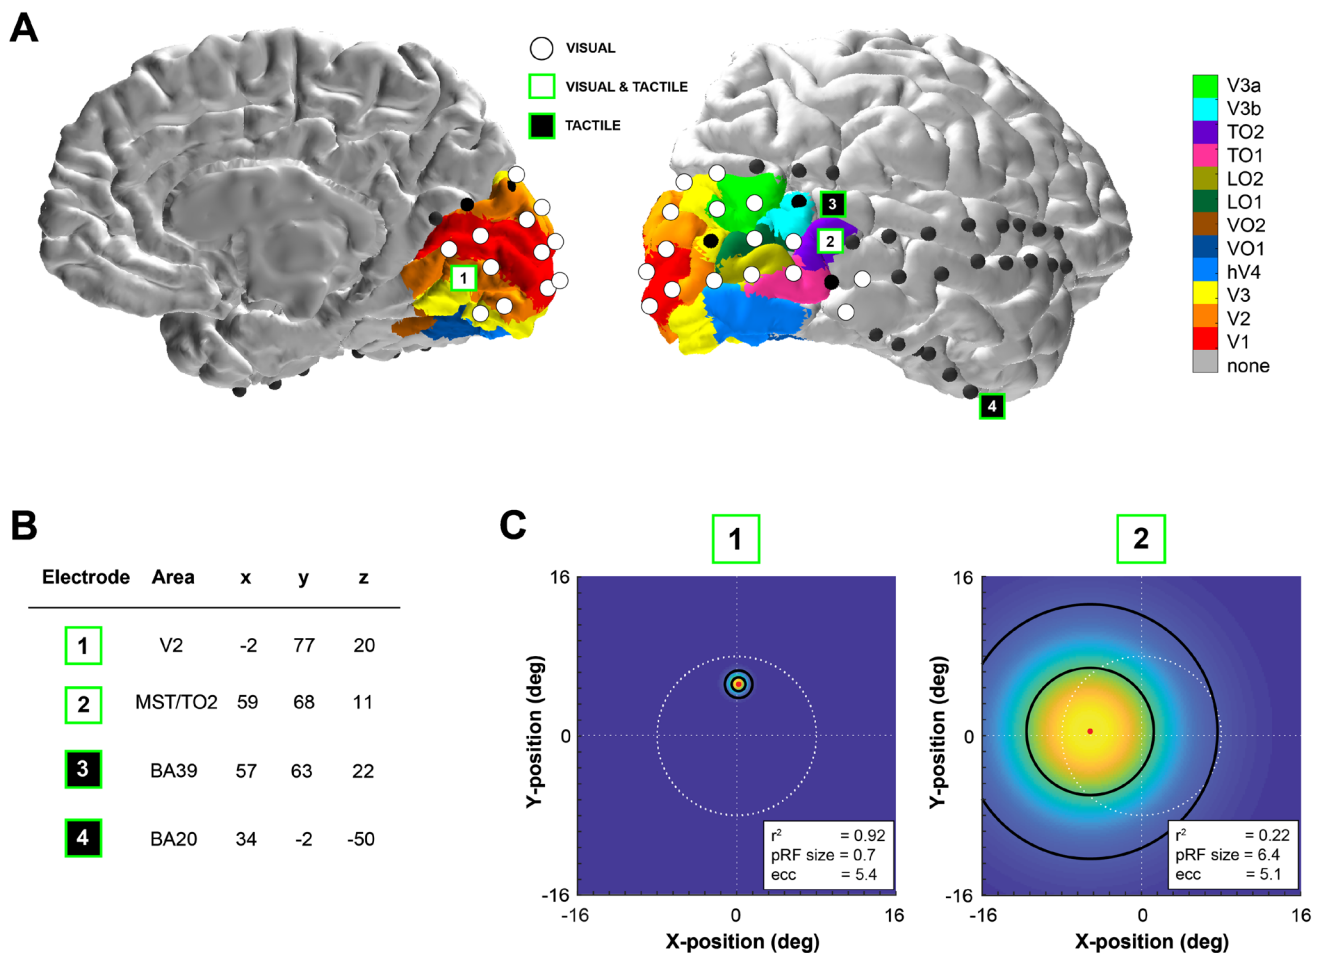 A
VISUAL
VISUAL & TACTILE
TACTILE
1
3
2
4
V3a
V3b
TO2
TO1
LO2
LO1
VO2
VO1
hV4
V3
V2
V1
none
B
Electrode Area x y z
1 V2 -2 77 20
2 MST/TO2 59 68 11
3 BA39 57 63 22
4 BA20 34 -2 -50
C
1
16
0
-16
Y-position (deg)
r² = 0.92
pRF size = 0.7
ecc = 5.4
-16 0 16
X-position (deg)
2
16
0
-16
Y-position (deg)
r² = 0.22
pRF size = 6.4
ecc = 5.1
-16 0 16
X-position (deg)